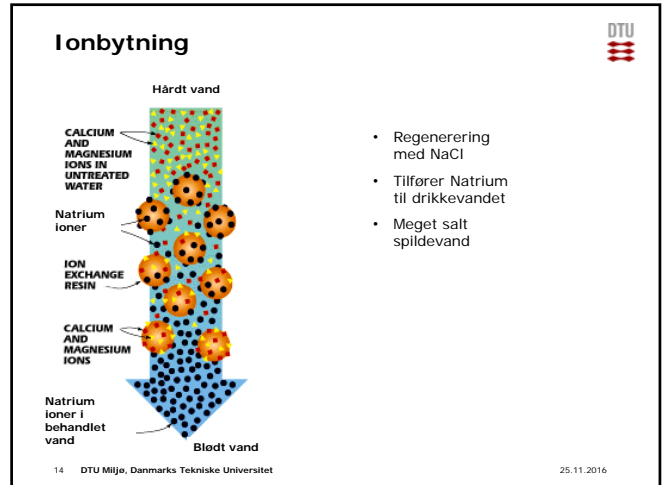 Ionbytning
DTU
Hårdt vand
CALCIUM
AND
MAGNESIUM
IONS IN
UNTREATED
WATER
Natrium
ioner
ION
EXCHANGE
RESIN
CALCIUM
AND
MAGNESIUM
IONS
Natrium
ioner i
behandlet
vand
Blødt vand
• Regenerering
med NaCl
• Tilfører Natrium
til drikkevandet
• Meget salt
spildevand
14 DTU Miljø, Danmarks Tekniske Universitet
25.11.2016